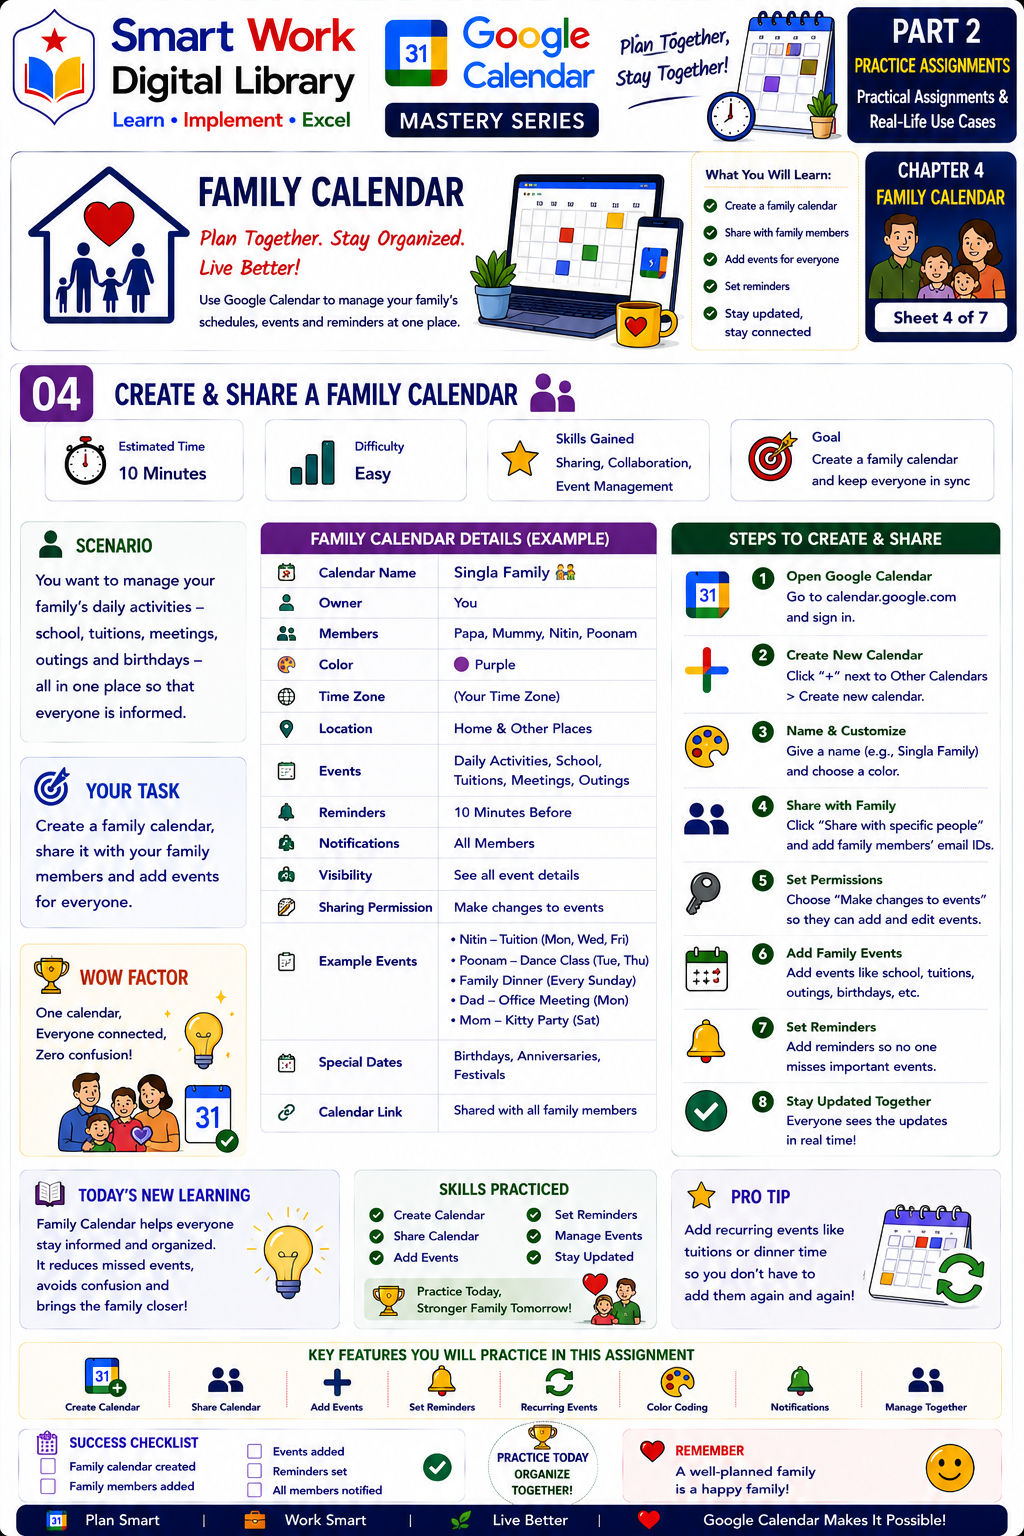 Smart Work
Digital Library
Learn • Implement • Excel
31
Google
Calendar
MASTERY SERIES
Plan Together,
Stay Together!
PART 2
PRACTICE ASSIGNMENTS
Practical Assignments &
Real-Life Use Cases
FAMILY CALENDAR
Plan Together. Stay Organized.
Live Better!
Use Google Calendar to manage your family's
schedules, events and reminders at one place.
What You Will Learn:
Create a family calendar
Share with family members
Add events for everyone
Set reminders
Stay updated,
stay connected
CHAPTER 4
FAMILY CALENDAR
Sheet 4 of 7
04
CREATE & SHARE A FAMILY CALENDAR
Estimated Time
10 Minutes
Difficulty
Easy
Skills Gained
Sharing, Collaboration,
Event Management
Goal
Create a family calendar
and keep everyone in sync
SCENARIO
You want to manage your
family's daily activities –
school, tuitions, meetings,
outings and birthdays –
all in one place so that
everyone is informed.
YOUR TASK
Create a family calendar,
share it with your family
members and add events
for everyone.
WOW FACTOR
One calendar,
Everyone connected,
Zero confusion!
31
FAMILY CALENDAR DETAILS (EXAMPLE)
Calendar Name Singla Family
Owner You
Members Papa, Mummy, Nitin, Poonam
Color Purple
Time Zone (Your Time Zone)
Location Home & Other Places
Events Daily Activities, School,
Tuitions, Meetings, Outings
Reminders 10 Minutes Before
Notifications All Members
Visibility See all event details
Sharing Permission Make changes to events
Example Events
• Nitin – Tuition (Mon, Wed, Fri)
• Poonam – Dance Class (Tue, Thu)
• Family Dinner (Every Sunday)
• Dad – Office Meeting (Mon)
• Mom – Kitty Party (Sat)
Special Dates Birthdays, Anniversaries,
Festivals
Calendar Link Shared with all family members
STEPS TO CREATE & SHARE
31
1 Open Google Calendar
Go to calendar.google.com
and sign in.
2 Create New Calendar
Click "+" next to Other Calendars
> Create new calendar.
3 Name & Customize
Give a name (e.g., Singla Family)
and choose a color.
4 Share with Family
Click "Share with specific people"
and add family members' email IDs.
5 Set Permissions
Choose "Make changes to events"
so they can add and edit events.
6 Add Family Events
Add events like school, tuitions,
outings, birthdays, etc.
7 Set Reminders
Add reminders so no one
misses important events.
8 Stay Updated Together
Everyone sees the updates
in real time!
TODAY'S NEW LEARNING
Family Calendar helps everyone
stay informed and organized.
It reduces missed events,
avoids confusion and
brings the family closer!
SKILLS PRACTICED
Create Calendar
Share Calendar
Add Events
Set Reminders
Manage Events
Stay Updated
Practice Today,
Stronger Family Tomorrow!
PRO TIP
Add recurring events like
tuitions or dinner time
so you don't have to
add them again and again!
KEY FEATURES YOU WILL PRACTICE IN THIS ASSIGNMENT
31
Create Calendar
Share Calendar
Add Events
Set Reminders
Recurring Events
Color Coding
Notifications
Manage Together
SUCCESS CHECKLIST
Family calendar created
Family members added
Events added
Reminders set
All members notified
PRACTICE TODAY
ORGANIZE
TOGETHER!
REMEMBER
A well-planned family
is a happy family!
31 Plan Smart | Work Smart | Live Better | Google Calendar Makes It Possible!